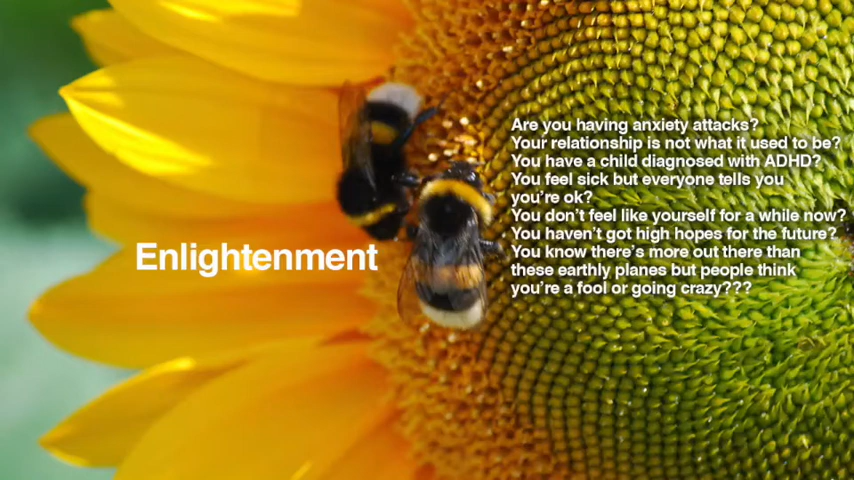 Enlightenment
Are you having anxiety attacks?
Your relationship is not what it used to be?
You have a child diagnosed with ADHD?
You feel sick but everyone tells you
you're ok?
You don't feel like yourself for a while now?
You haven't got high hopes for the future?
You know there's more out there than
these earthly planes but people think
you're a fool or going crazy???